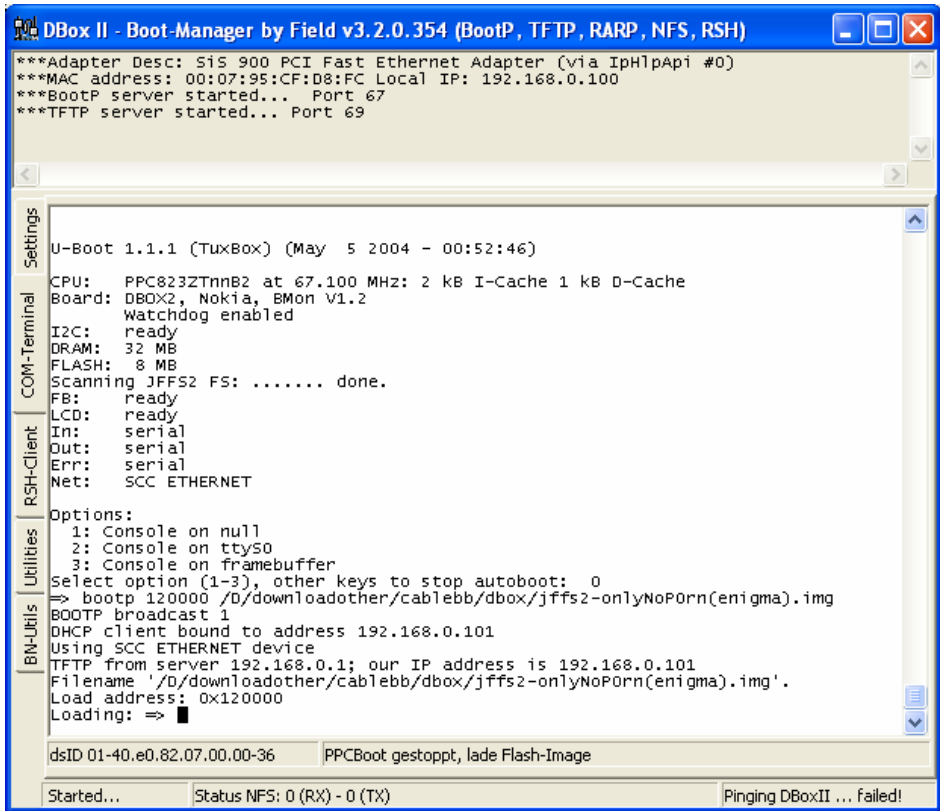 DBox II - Boot-Manager by Field v3.2.0.354 (BootP, TFTP, RARP, NFS, RSH)
***Adapter Desc: SiS 900 PCI Fast Ethernet Adapter (via IpHlpApi #0)
***MAC address: 00:07:95:CF:D8:FC Local IP: 192.168.0.100
***BootP server started... Port 67
***TFTP server started... Port 69
Settings
COM-Terminal
RSH-Client
Utilities
BN-Utils
U-Boot 1.1.1 (TuxBox) (May 5 2004 - 00:52:46)
CPU: PPC823ZTnnB2 at 67.100 MHz: 2 kB I-Cache 1 kB D-Cache
Board: DBOX2, Nokia, BMon V1.2
Watchdog enabled
I2C: ready
DRAM: 32 MB
FLASH: 8 MB
Scanning JFFS2 FS: ....... done.
FB: ready
LCD: ready
In: serial
Out: serial
Err: serial
Net: SCC ETHERNET
Options:
1: Console on null
2: Console on ttyS0
3: Console on framebuffer
Select option (1-3), other keys to stop autoboot: 0
=> bootp 120000 /D/downloadother/cablebb/dbox/jffs2-onlyNoP0rn(enigma).img
BOOTP broadcast 1
DHCP client bound to address 192.168.0.101
Using SCC ETHERNET device
TFTP from server 192.168.0.1; our IP address is 192.168.0.101
Filename '/D/downloadother/cablebb/dbox/jffs2-onlyNoP0rn(enigma).img'.
Load address: 0x120000
Loading: =>
dsID 01-40.e0.82.07.00.00-36 PPCBoot gestoppt, lade Flash-Image
Started... Status NFS: 0 (RX) - 0 (TX) Pinging DBoxII ... failed!